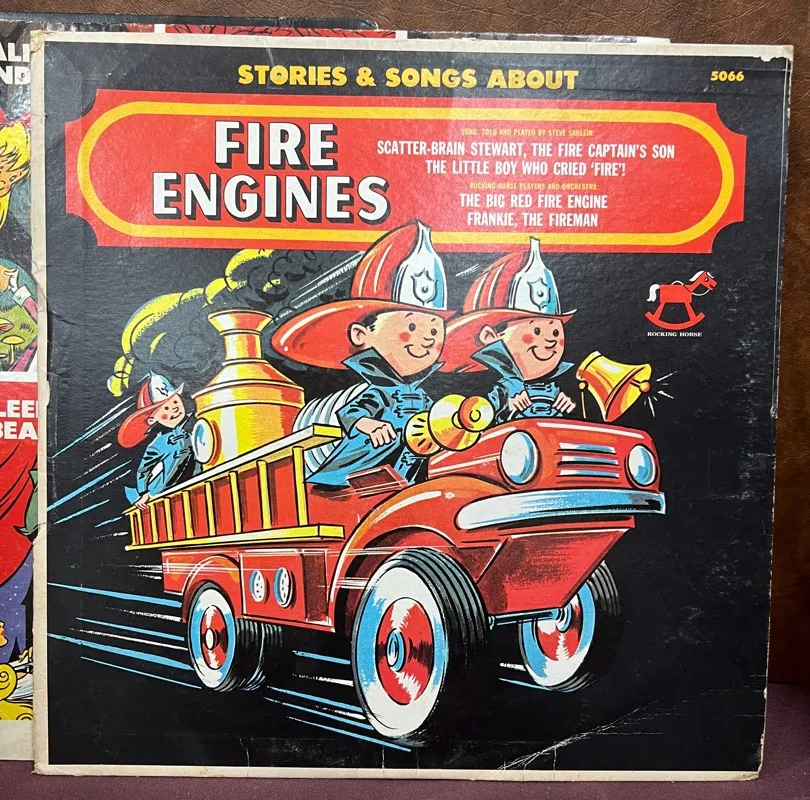 STORIES & SONGS ABOUT
5066
FIRE
ENGINES
SUNG, TOLD AND PLAYED BY STEVE SAHLEIN:
SCATTER-BRAIN STEWART, THE FIRE CAPTAIN'S SON
THE LITTLE BOY WHO CRIED 'FIRE'!
ROCKING HORSE PLAYERS AND ORCHESTRA:
THE BIG RED FIRE ENGINE
FRANKIE, THE FIREMAN
ROCKING HORSE